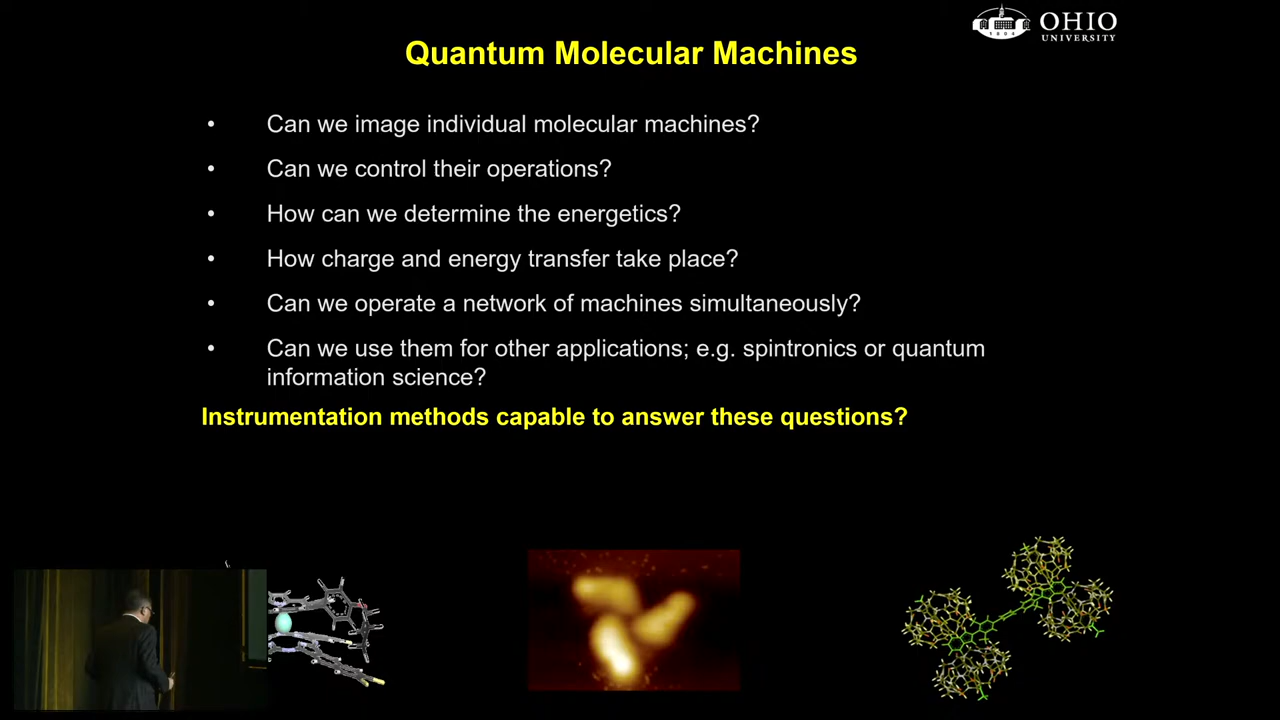 OHIO
UNIVERSITY
1804
Quantum Molecular Machines
• Can we image individual molecular machines?
• Can we control their operations?
• How can we determine the energetics?
• How charge and energy transfer take place?
• Can we operate a network of machines simultaneously?
• Can we use them for other applications; e.g. spintronics or quantum
information science?
Instrumentation methods capable to answer these questions?